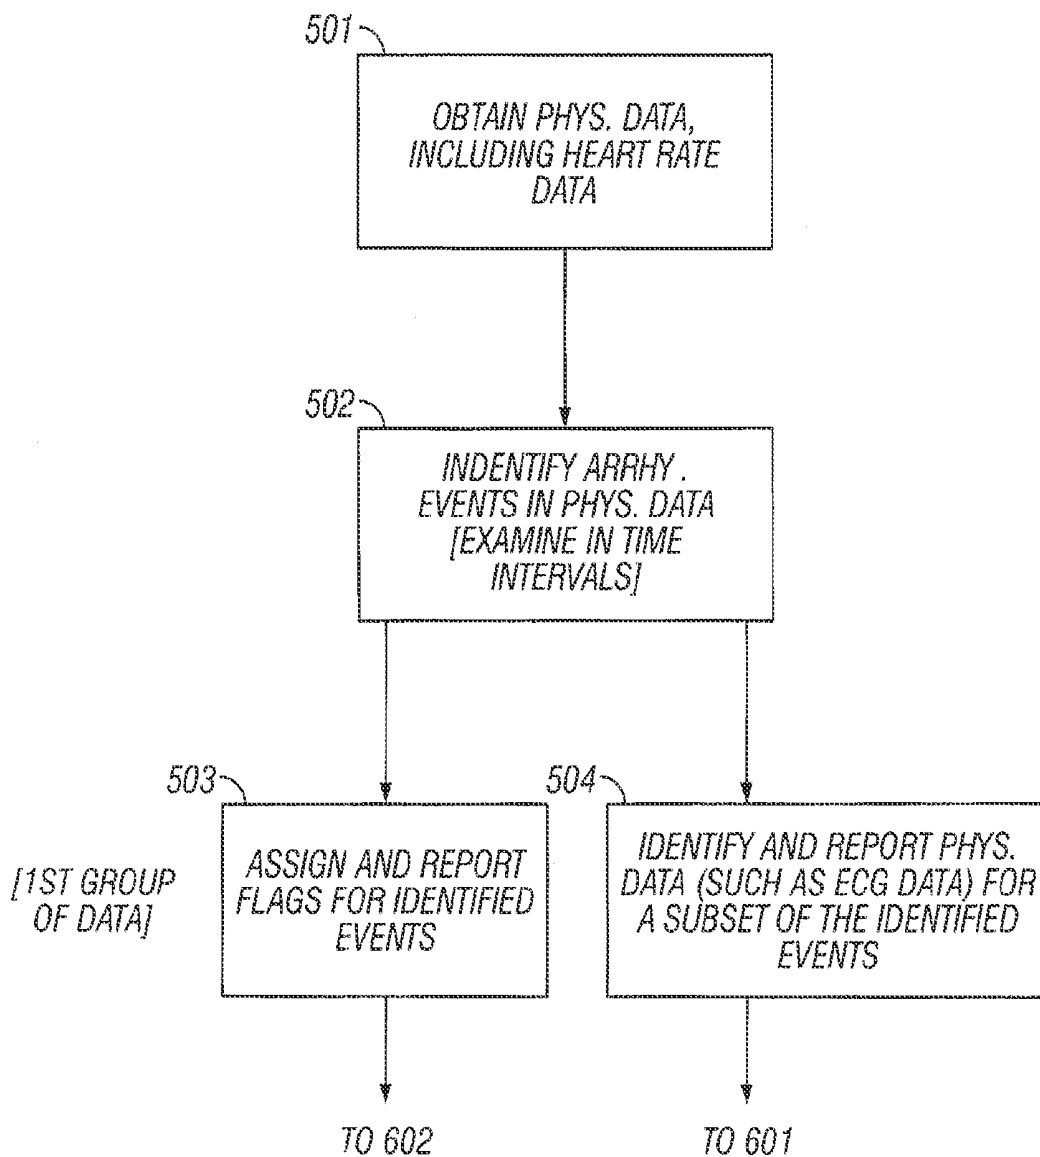 501
OBTAIN PHYS. DATA,
INCLUDING HEART RATE
DATA
502
INDENTIFY ARRHY .
EVENTS IN PHYS. DATA
[EXAMINE IN TIME
INTERVALS]
503
ASSIGN AND REPORT
FLAGS FOR IDENTIFIED
EVENTS
[1ST GROUP
OF DATA]
504
IDENTIFY AND REPORT PHYS.
DATA (SUCH AS ECG DATA) FOR
A SUBSET OF THE IDENTIFIED
EVENTS
TO 602
TO 601